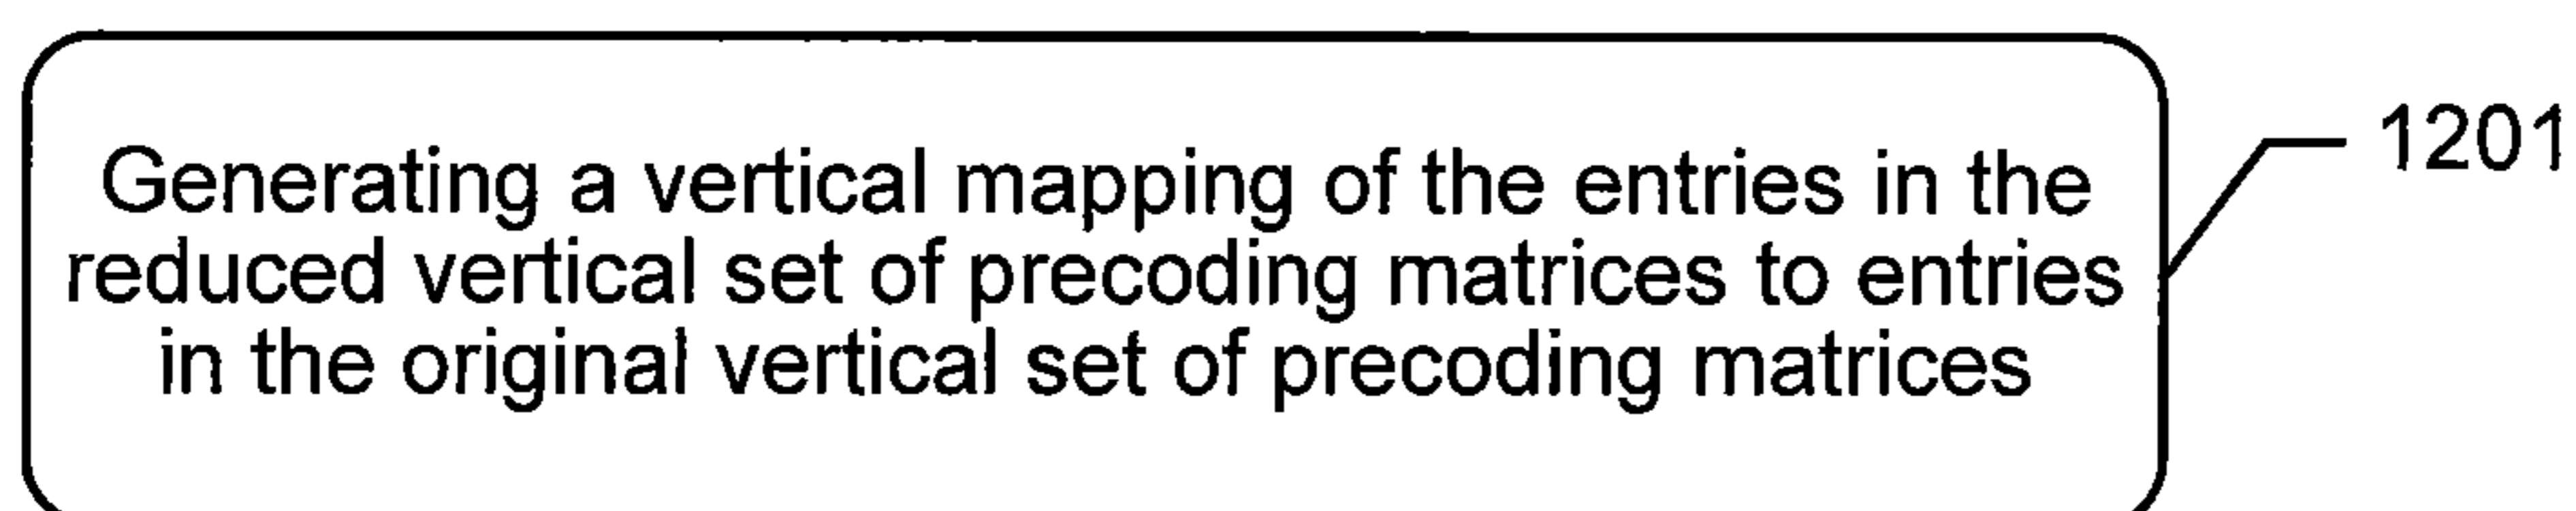 Generating a vertical mapping of the entries in the
reduced vertical set of precoding matrices to entries
in the original vertical set of precoding matrices
1201